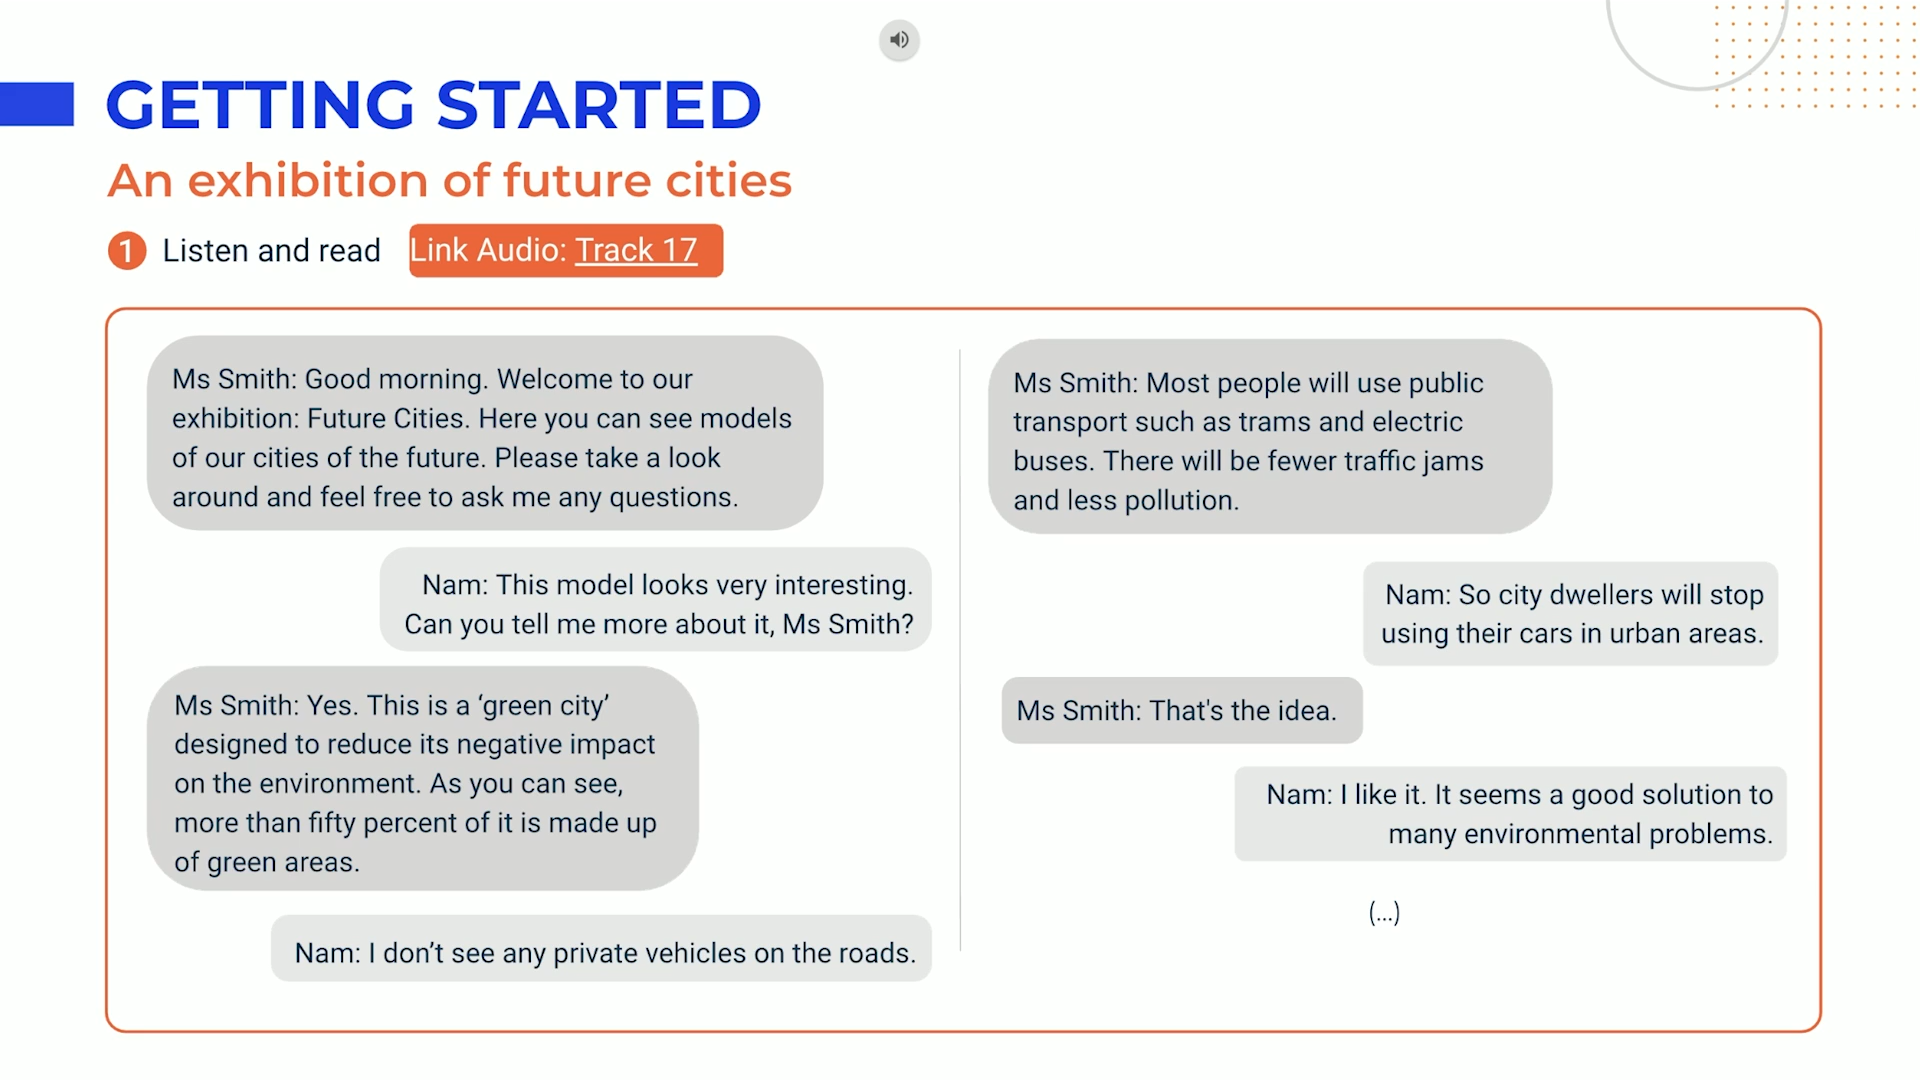 GETTING STARTED
An exhibition of future cities
1 Listen and read Link Audio: Track 17
Ms Smith: Good morning. Welcome to our
exhibition: Future Cities. Here you can see models
of our cities of the future. Please take a look
around and feel free to ask me any questions.
Nam: This model looks very interesting.
Can you tell me more about it, Ms Smith?
Ms Smith: Yes. This is a ‘green city’
designed to reduce its negative impact
on the environment. As you can see,
more than fifty percent of it is made up
of green areas.
Nam: I don’t see any private vehicles on the roads.
Ms Smith: Most people will use public
transport such as trams and electric
buses. There will be fewer traffic jams
and less pollution.
Nam: So city dwellers will stop
using their cars in urban areas.
Ms Smith: That's the idea.
Nam: I like it. It seems a good solution to
many environmental problems.
(...)